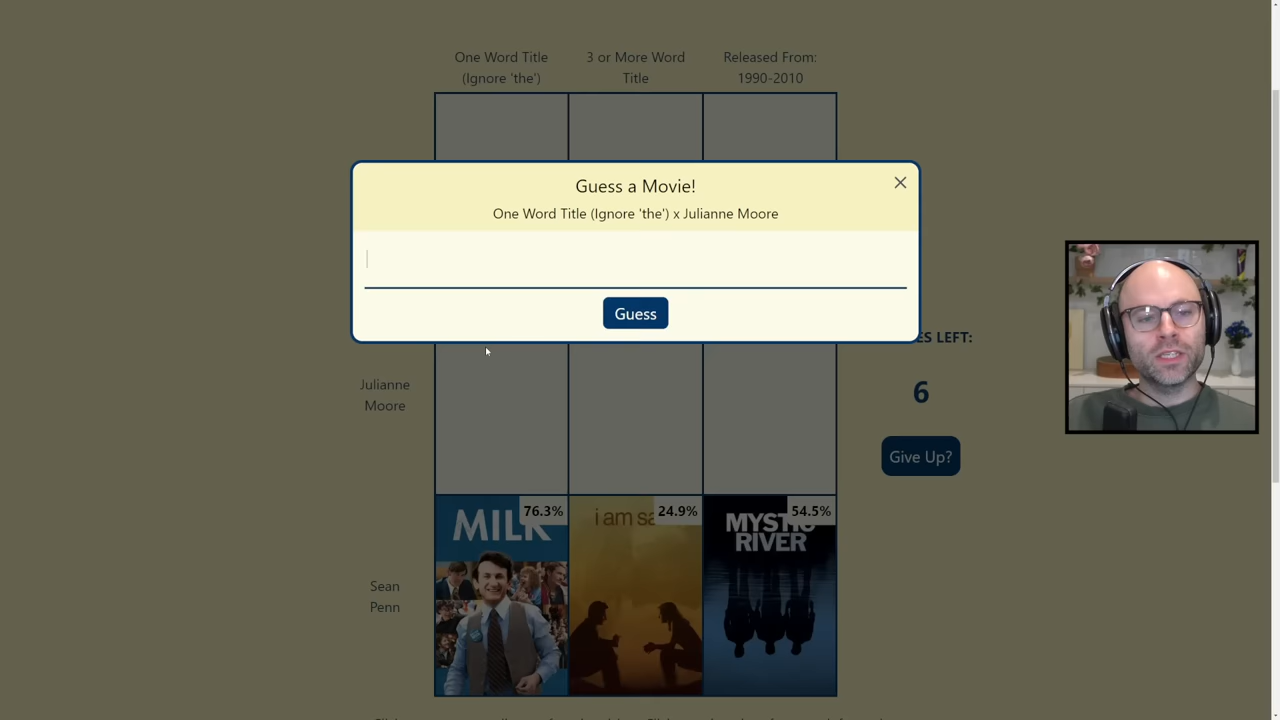 One Word Title
(Ignore 'the')
3 or More Word
Title
Released From:
1990-2010
Guess a Movie!
One Word Title (Ignore 'the') x Julianne Moore
Guess
ES LEFT:
6
Give Up?
Julianne
Moore
Sean
Penn
MILK
76.3%
i am sa
24.9%
MYSTIC
RIVER
54.5%